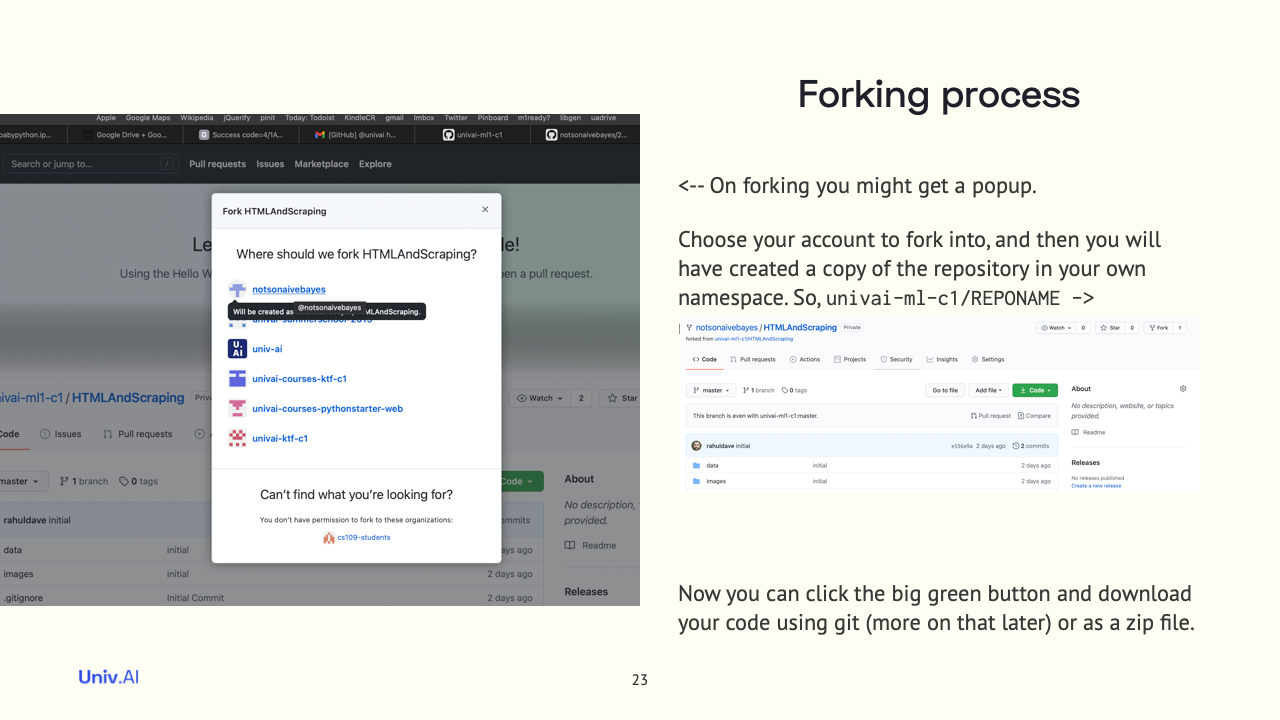 Forking process
Apple Google Maps Wikipedia jQuerify pinit Today: Todoist KindleCR gmail Imbox Twitter Pinboard m1ready? libgen uadrive
babypython.ip... Google Drive + Goo... Success code=4/1A... [GitHub] @univai h... univai-ml1-c1 notsonaivebayes/2...
Search or jump to... / Pull requests Issues Marketplace Explore
Fork HTMLAndScraping
Where should we fork HTMLAndScraping?
Using the Hello W pen a pull request.
notsonaivebayes
@notsonaivebayes
Will be created as MLAndScraping.
univai-summerschool-2019
U.AI
univ-ai
univai-courses-ktf-c1
univai-courses-pythonstarter-web
univai-ktf-c1
ivai-ml1-c1 / HTMLAndScraping Priva Watch 2 Star
Code Issues Pull requests
master 1 branch 0 tags Code About
Can't find what you're looking for?
You don't have permission to fork to these organizations:
cs109-students
No description,
provided.
rahuldave initial ommits
Readme
data initial days ago
images initial 2 days ago
.gitignore Initial Commit 2 days ago
Releases
<-- On forking you might get a popup.
Choose your account to fork into, and then you will
have created a copy of the repository in your own
namespace. So, univai-ml-c1/REPONAME ->
notsonaivebayes / HTMLAndScraping Private Watch 0 Star 0 Fork 1
forked from univai-ml1-c1/HTMLAndScraping
Code Pull requests Actions Projects Security Insights Settings
master 1 branch 0 tags Go to file Add file Code About
No description, website, or topics
provided.
This branch is even with univai-ml1-c1:master. Pull request Compare
Readme
rahuldave initial e556e9a 2 days ago 2 commits
Releases
data initial 2 days ago
No releases published
images initial 2 days ago
Create a new release
Now you can click the big green button and download
your code using git (more on that later) or as a zip file.
Univ.AI
23